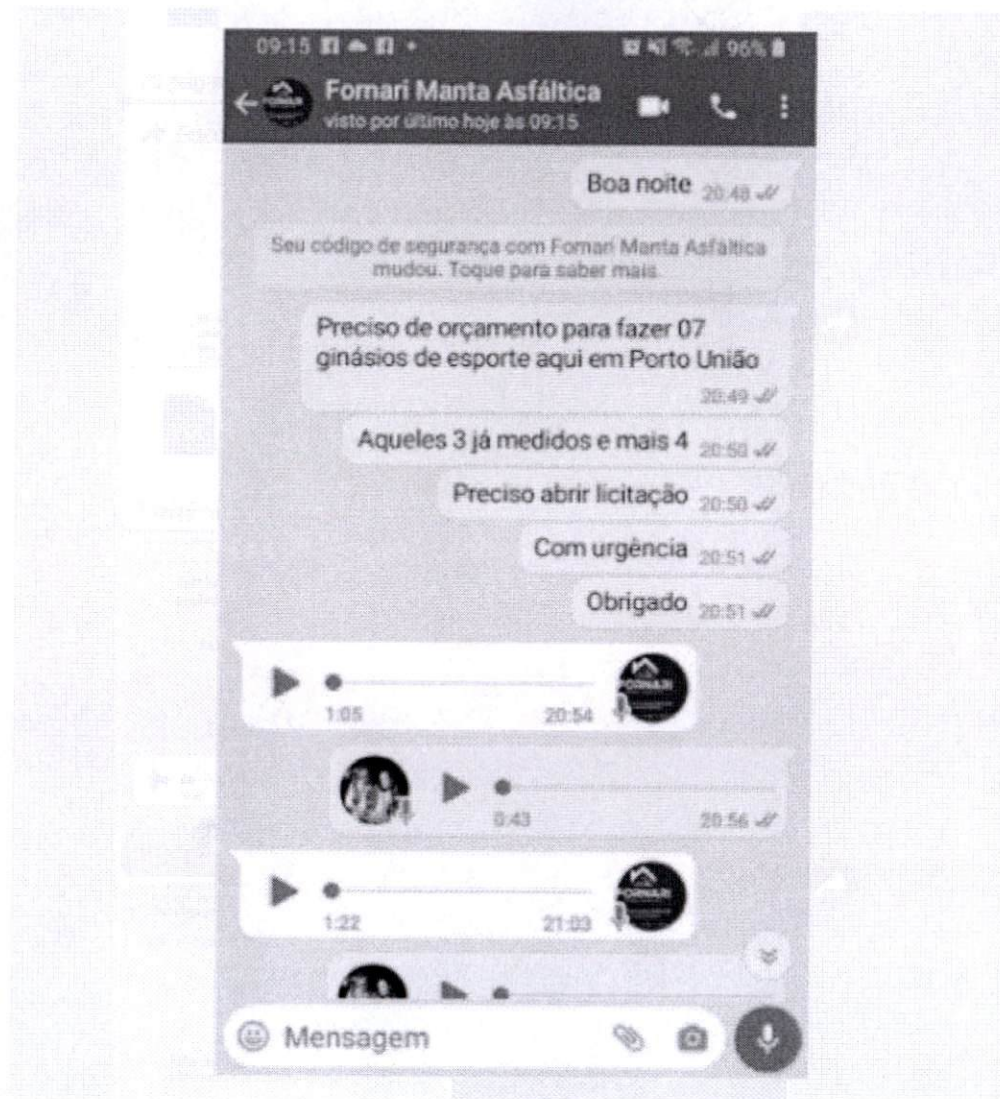 09:15 96%
Fornari Manta Asfáltica
visto por último hoje às 09:15
Boa noite 20:48
Seu código de segurança com Fornari Manta Asfáltica
mudou. Toque para saber mais.
Preciso de orçamento para fazer 07
ginásios de esporte aqui em Porto União
20:49
Aqueles 3 já medidos e mais 4 20:50
Preciso abrir licitação 20:50
Com urgência 20:51
Obrigado 20:51
FORNARI
1:05 20:54
0:43 20:56
FORNARI
1:22 21:03
Mensagem